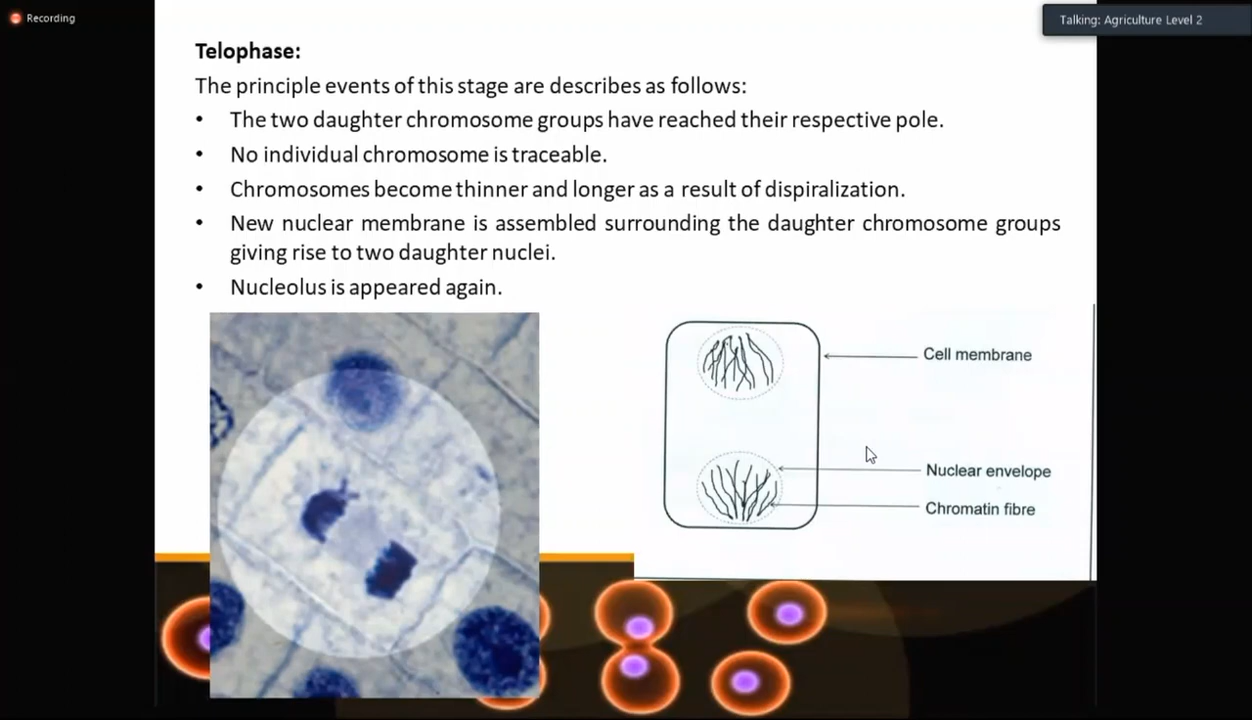 Recording
Talking: Agriculture Level 2
Telophase:
The principle events of this stage are describes as follows:
• The two daughter chromosome groups have reached their respective pole.
• No individual chromosome is traceable.
• Chromosomes become thinner and longer as a result of dispiralization.
• New nuclear membrane is assembled surrounding the daughter chromosome groups
giving rise to two daughter nuclei.
• Nucleolus is appeared again.
Cell membrane
Nuclear envelope
Chromatin fibre